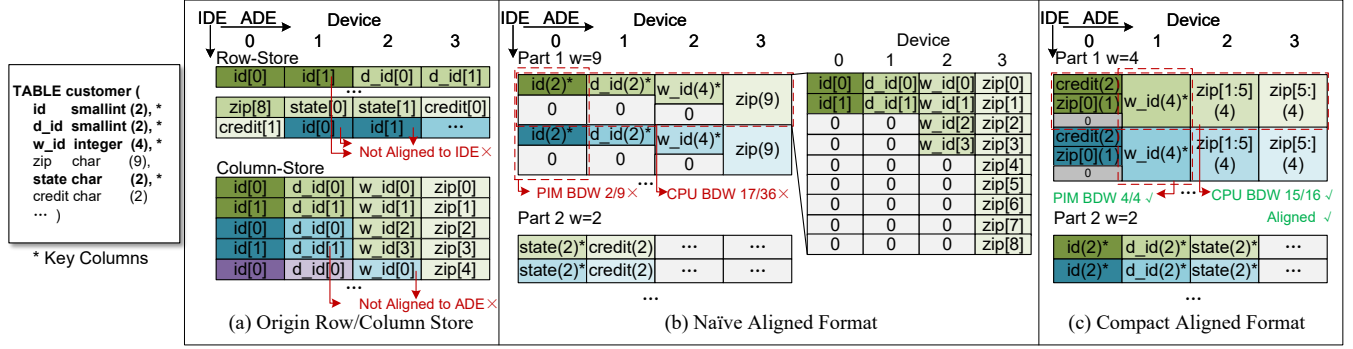 TABLE customer (
id smallint (2), *
d_id smallint (2), *
w_id integer (4), *
zip char (9),
state char (2), *
credit char (2)
... )
* Key Columns
IDE ADE Device
0 1 2 3
Row-Store
id[0] id[1] d_id[0] d_id[1]
...
zip[8] state[0] state[1] credit[0]
credit[1] id[0] id[1] ...
Not Aligned to IDE×
Column-Store
id[0] d_id[0] w_id[0] zip[0]
id[1] d_id[1] w_id[1] zip[1]
id[0] d_id[0] w_id[2] zip[2]
id[1] d_id[1] w_id[3] zip[3]
id[0] d_id[0] w_id[0] zip[4]
...
Not Aligned to ADE×
(a) Origin Row/Column Store
IDE ADE Device
0 1 2 3
Part 1 w=9
id(2)* d_id(2)* w_id(4)* zip(9)
0 0 0
id(2)* d_id(2)* w_id(4)* zip(9)
0 0 0
...
PIM BDW 2/9× CPU BDW 17/36×
Part 2 w=2
state(2)* credit(2) ... ...
state(2)* credit(2) ... ...
...
Device
0 1 2 3
id[0] d_id[0] w_id[0] zip[0]
id[1] d_id[1] w_id[1] zip[1]
0 0 w_id[2] zip[2]
0 0 w_id[3] zip[3]
0 0 0 zip[4]
0 0 0 zip[5]
0 0 0 zip[6]
0 0 0 zip[7]
0 0 0 zip[8]
(b) Naïve Aligned Format
IDE ADE Device
0 1 2 3
Part 1 w=4
credit(2) w_id(4)* zip[1:5] zip[5:]
zip[0](1) (4) (4)
0
credit(2) w_id(4)* zip[1:5] zip[5:]
zip[0](1) (4) (4)
0
...
PIM BDW 4/4 √ CPU BDW 15/16 √
Aligned √
Part 2 w=2
id(2)* d_id(2)* state(2)* ...
id(2)* d_id(2)* state(2)* ...
...
(c) Compact Aligned Format